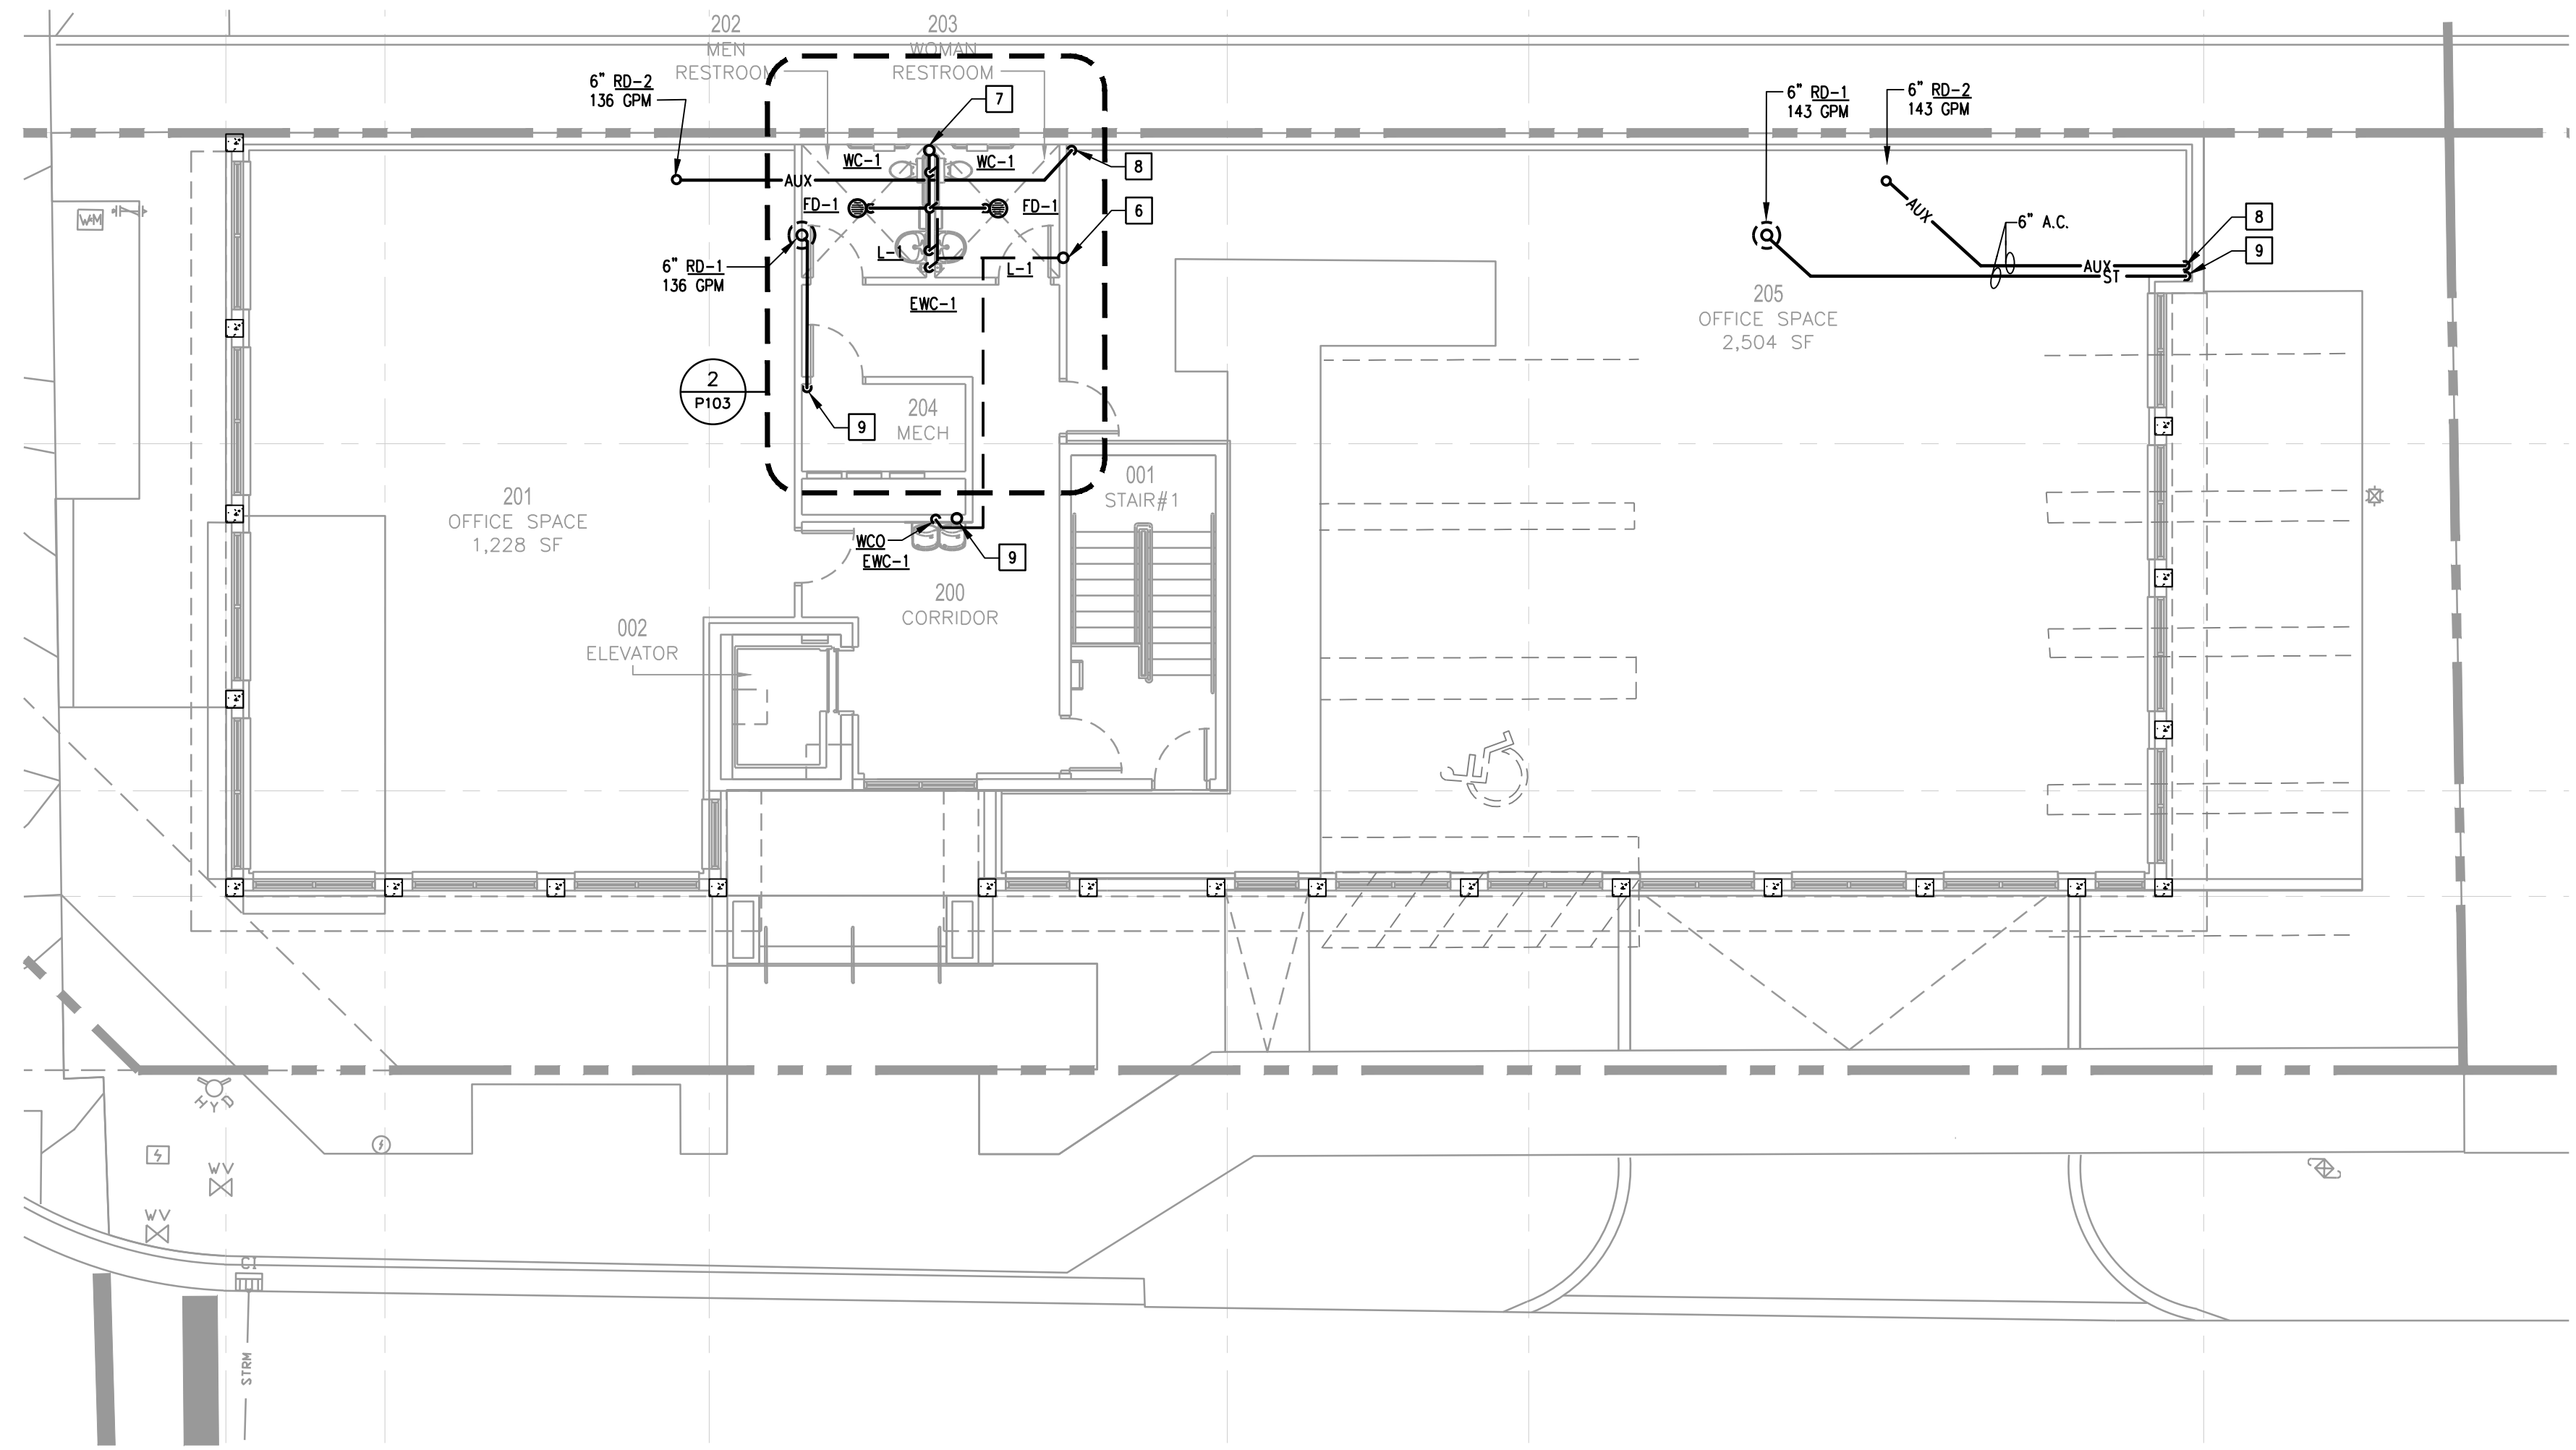 202
MEN
RESTROOM
203
WOMAN
RESTROOM
6" RD-2
136 GPM
7
6" RD-1
143 GPM
6" RD-2
143 GPM
WC-1
WC-1
8
AUX
FD-1
FD-1
6
AUX
6" A.C.
8
9
L-1
L-1
AUX
ST
6" RD-1
136 GPM
EWC-1
205
OFFICE SPACE
2,504 SF
2
P103
9
204
MECH
001
STAIR#1
201
OFFICE SPACE
1,228 SF
WCO
EWC-1
9
200
CORRIDOR
002
ELEVATOR
WM
HYD
WV
WV
CI
STRM